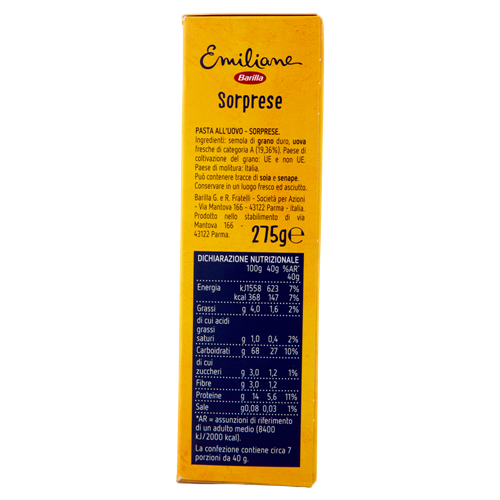 Emiliane
Barilla
Sorprese
PASTA ALL'UOVO - SORPRESE.
Ingredienti: semola di grano duro, uova
fresche di categoria A (19,36%). Paese di
coltivazione del grano: UE e non UE.
Paese di molitura: Italia.
Può contenere tracce di soia e senape.
Conservare in un luogo fresco ed asciutto.
Barilla G. e R. Fratelli - Società per Azioni
- Via Mantova 166 - 43122 Parma - Italia.
Prodotto nello stabilimento di via
Mantova 166 -
43122 Parma.
275g℮
DICHIARAZIONE NUTRIZIONALE
100g 40g %AR*
40g
Energia kJ1558 623 7%
kcal 368 147 7%
Grassi g 4,0 1,6 2%
di cui acidi
grassi
saturi g 1,0 0,4 2%
Carboidrati g 68 27 10%
di cui
zuccheri g 3,0 1,2 1%
Fibre g 3,0 1,2
Proteine g 14 5,6 11%
Sale g0,08 0,03 1%
*AR = assunzioni di riferimento
di un adulto medio (8400
kJ/2000 kcal).
La confezione contiene circa 7
porzioni da 40 g.